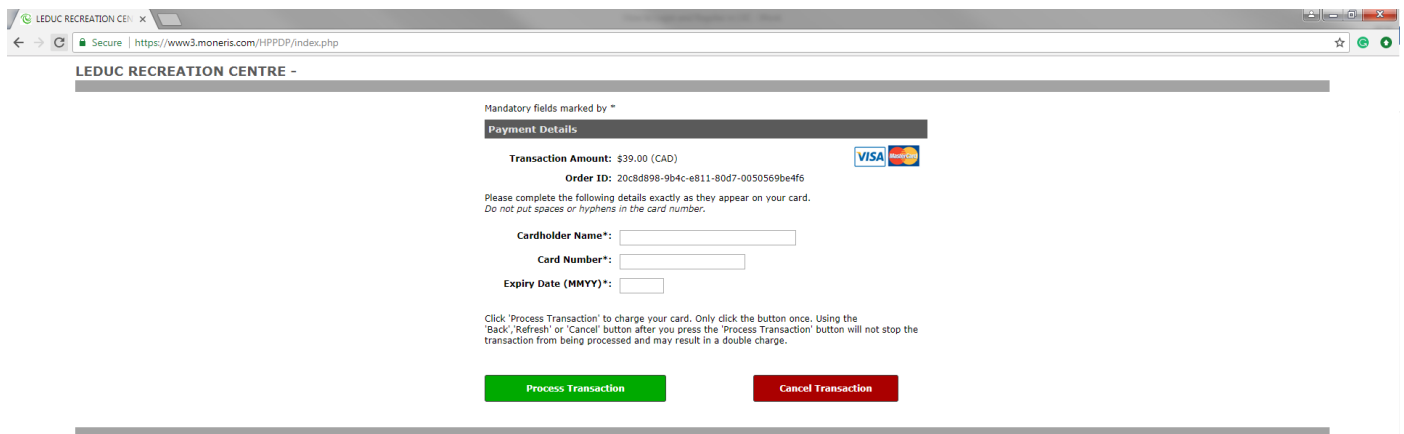 LEDUC RECREATION CEN
Secure | https://www3.moneris.com/HPPDP/index.php
LEDUC RECREATION CENTRE -
Mandatory fields marked by *
Payment Details
Transaction Amount: $39.00 (CAD)
VISA MasterCard
Order ID: 20c8d898-9b4c-e811-80d7-0050569be4f6
Please complete the following details exactly as they appear on your card.
Do not put spaces or hyphens in the card number.
Cardholder Name*:
Card Number*:
Expiry Date (MMYY)*:
Click 'Process Transaction' to charge your card. Only click the button once. Using the
'Back','Refresh' or 'Cancel' button after you press the 'Process Transaction' button will not stop the
transaction from being processed and may result in a double charge.
Process Transaction
Cancel Transaction